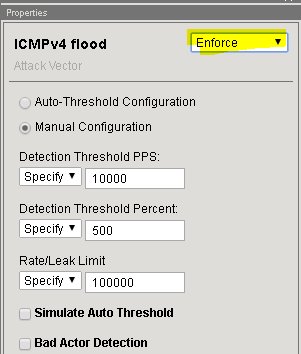 Properties
ICMPv4 flood
Enforce
Attack Vector
Auto-Threshold Configuration
Manual Configuration
Detection Threshold PPS:
Specify
10000
Detection Threshold Percent:
Specify
500
Rate/Leak Limit
Specify
100000
Simulate Auto Threshold
Bad Actor Detection